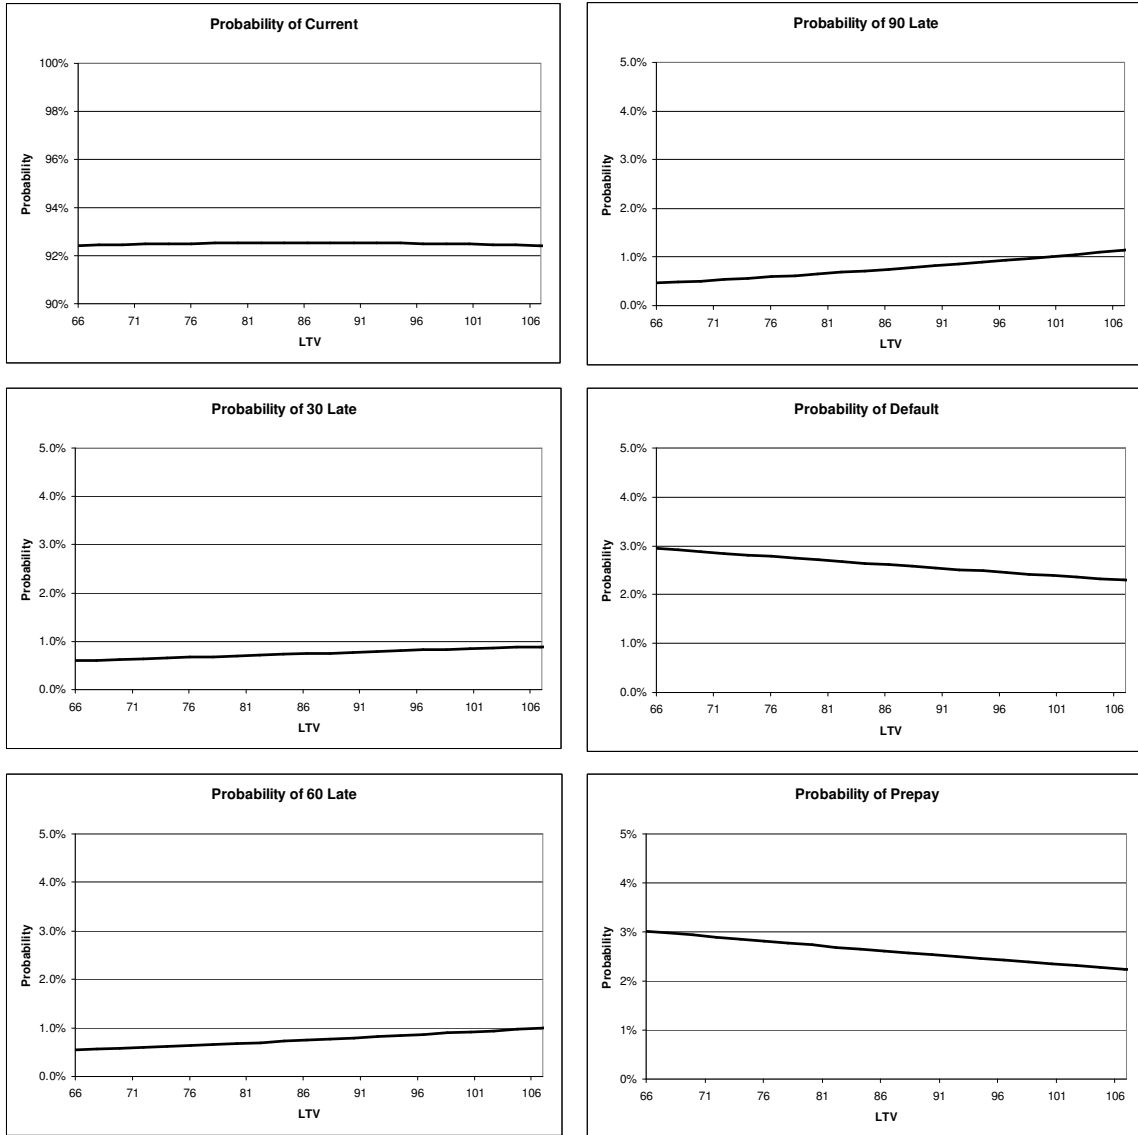 Probability of Current
100%
98%
96%
94%
92%
90%
Probability
66 71 76 81 86 91 96 101 106
LTV
Probability of 90 Late
5.0%
4.0%
3.0%
2.0%
1.0%
0.0%
Probability
66 71 76 81 86 91 96 101 106
LTV
Probability of 30 Late
5.0%
4.0%
3.0%
2.0%
1.0%
0.0%
Probability
66 71 76 81 86 91 96 101 106
LTV
Probability of Default
5.0%
4.0%
3.0%
2.0%
1.0%
0.0%
Probability
66 71 76 81 86 91 96 101 106
LTV
Probability of 60 Late
5.0%
4.0%
3.0%
2.0%
1.0%
0.0%
Probability
66 71 76 81 86 91 96 101 106
LTV
Probability of Prepay
5%
4%
3%
2%
1%
0%
Probability
66 71 76 81 86 91 96 101 106
LTV